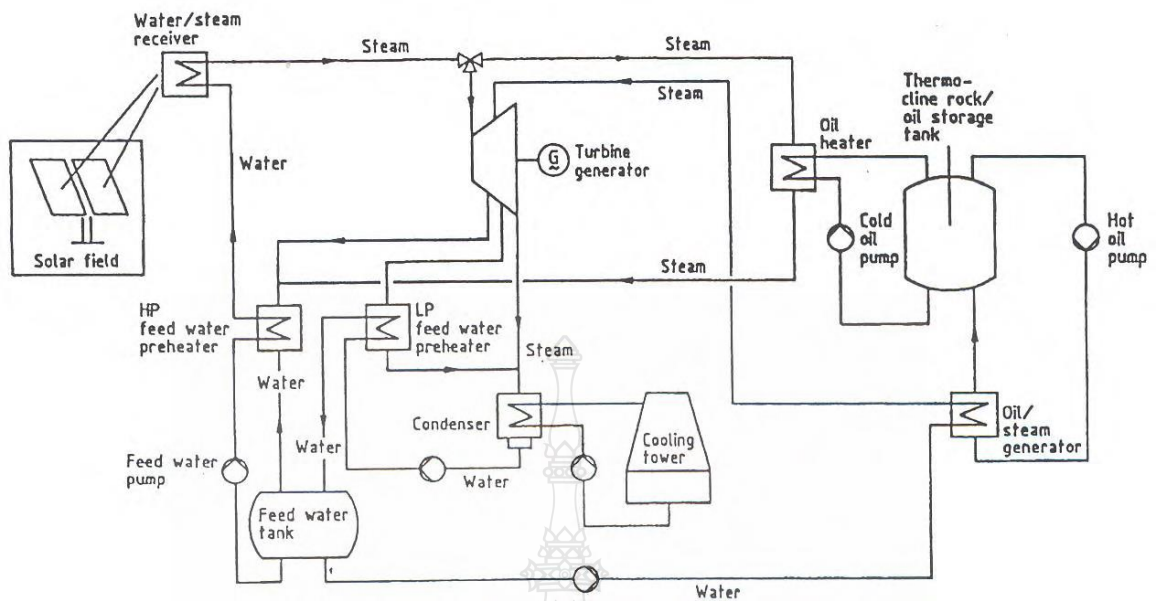 Water/steam
receiver
Steam
Steam
Steam
Thermo-
cline rock/
oil storage
tank
Oil
heater
G
Turbine
generator
Water
Solar field
Cold
oil
pump
Hot
oil
pump
Steam
HP
feed water
preheater
LP
feed water
preheater
Steam
Water
Condenser
Cooling
tower
Oil/
steam
generator
Water
Feed water
pump
Water
Feed water
tank
Water